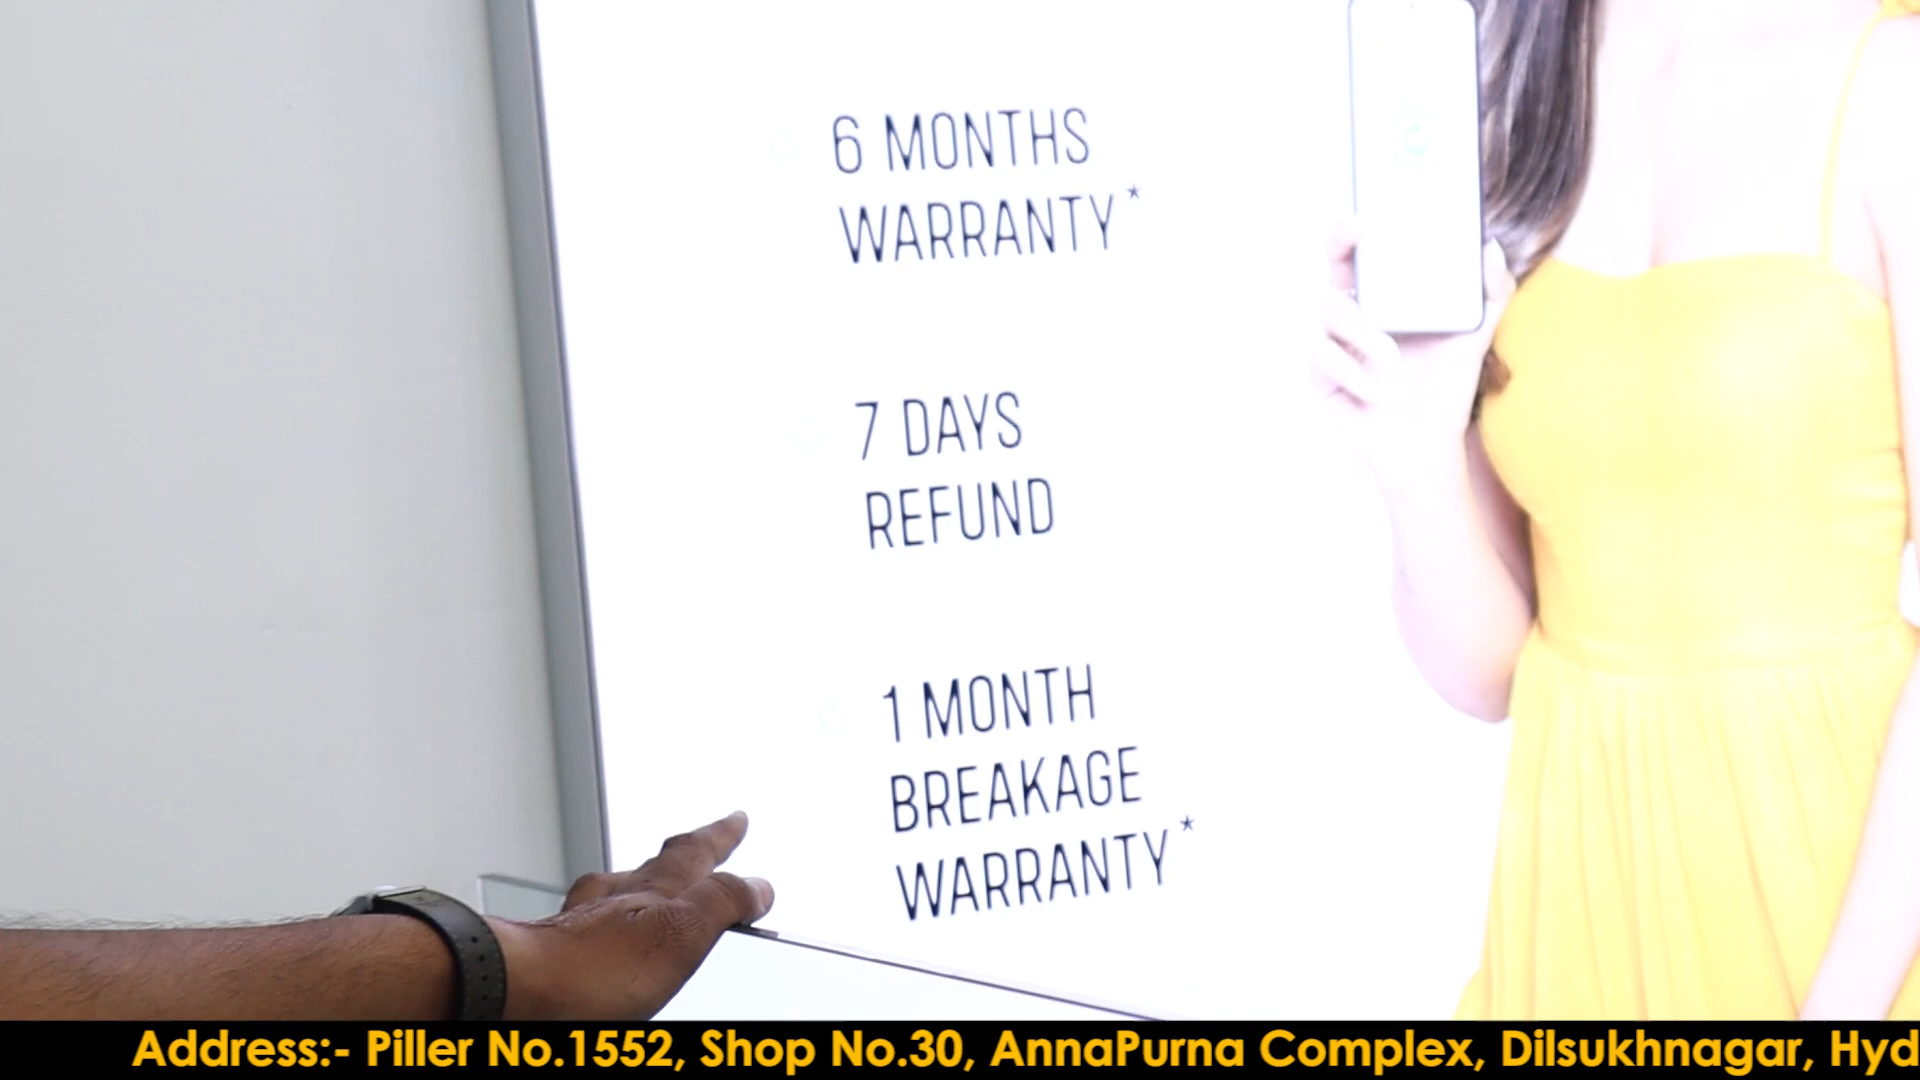 6 MONTHS
WARRANTY*
7 DAYS
REFUND
1 MONTH
BREAKAGE
WARRANTY*
Address:- Piller No.1552, Shop No.30, AnnaPurna Complex, Dilsukhnagar, Hyd